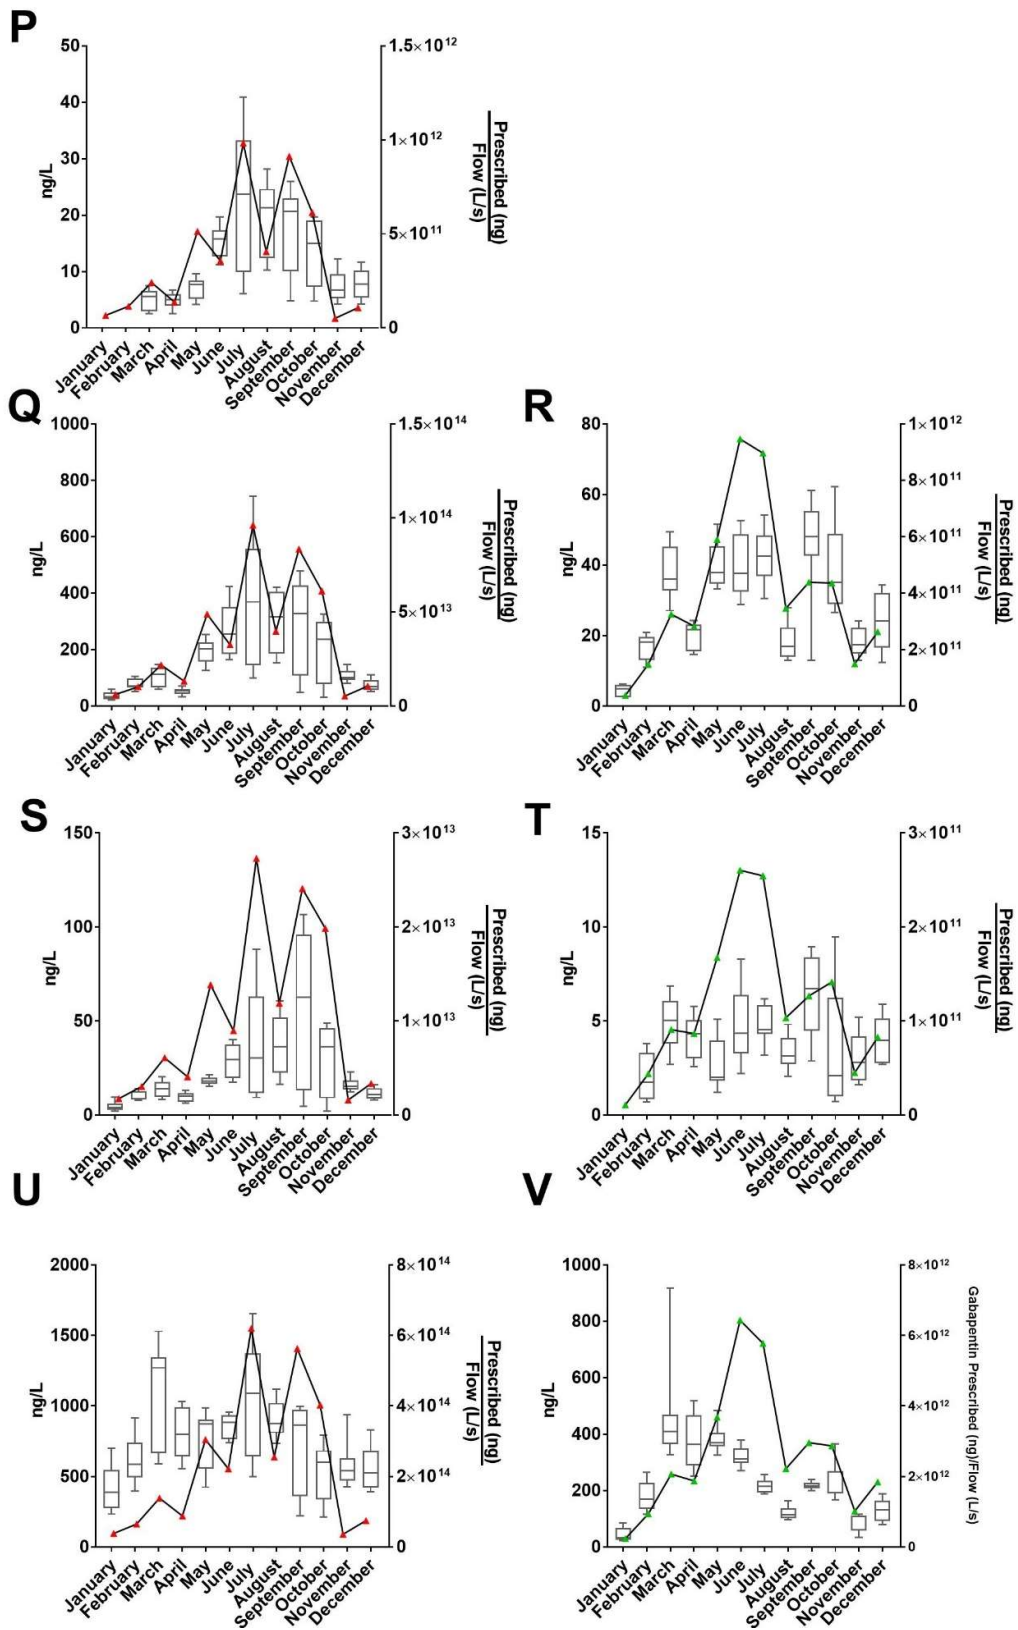 P
50
40
30
20
10
0
ng/L
1.5×10¹²
1×10¹²
5×10¹¹
0
Prescribed (ng)
Flow (L/s)
January
February
March
April
May
June
July
August
September
October
November
December
Q
1000
800
600
400
200
0
ng/L
1.5×10¹⁴
1×10¹⁴
5×10¹³
0
Prescribed (ng)
Flow (L/s)
January
February
March
April
May
June
July
August
September
October
November
December
R
80
60
40
20
0
ng/L
1×10¹²
8×10¹¹
6×10¹¹
4×10¹¹
2×10¹¹
0
Prescribed (ng)
Flow (L/s)
January
February
March
April
May
June
July
August
September
October
November
December
S
150
100
50
0
ng/L
3×10¹³
2×10¹³
1×10¹³
0
Prescribed (ng)
Flow (L/s)
January
February
March
April
May
June
July
August
September
October
November
December
T
15
10
5
0
ng/L
3×10¹¹
2×10¹¹
1×10¹¹
0
Prescribed (ng)
Flow (L/s)
January
February
March
April
May
June
July
August
September
October
November
December
U
2000
1500
1000
500
0
ng/L
8×10¹⁴
6×10¹⁴
4×10¹⁴
2×10¹⁴
0
Prescribed (ng)
Flow (L/s)
January
February
March
April
May
June
July
August
September
October
November
December
V
1000
800
600
400
200
0
ng/L
8×10¹²
6×10¹²
4×10¹²
2×10¹²
0
Gabapentin Prescribed (ng)/Flow (L/s)
January
February
March
April
May
June
July
August
September
October
November
December